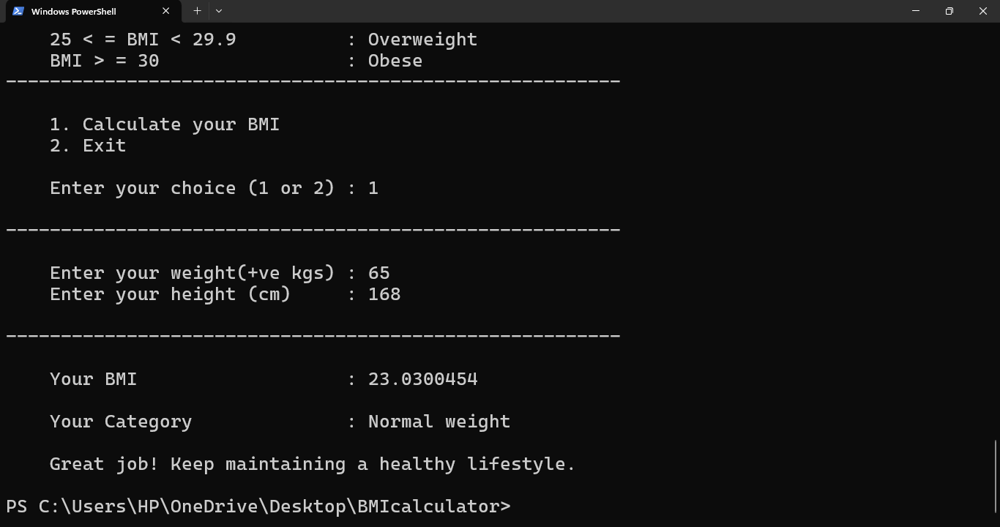 Windows PowerShell
25 < = BMI < 29.9 : Overweight
BMI > = 30 : Obese
--------------------------------------------------------
1. Calculate your BMI
2. Exit
Enter your choice (1 or 2) : 1
--------------------------------------------------------
Enter your weight(+ve kgs) : 65
Enter your height (cm) : 168
--------------------------------------------------------
Your BMI : 23.0300454
Your Category : Normal weight
Great job! Keep maintaining a healthy lifestyle.
PS C:\Users\HP\OneDrive\Desktop\BMIcalculator>